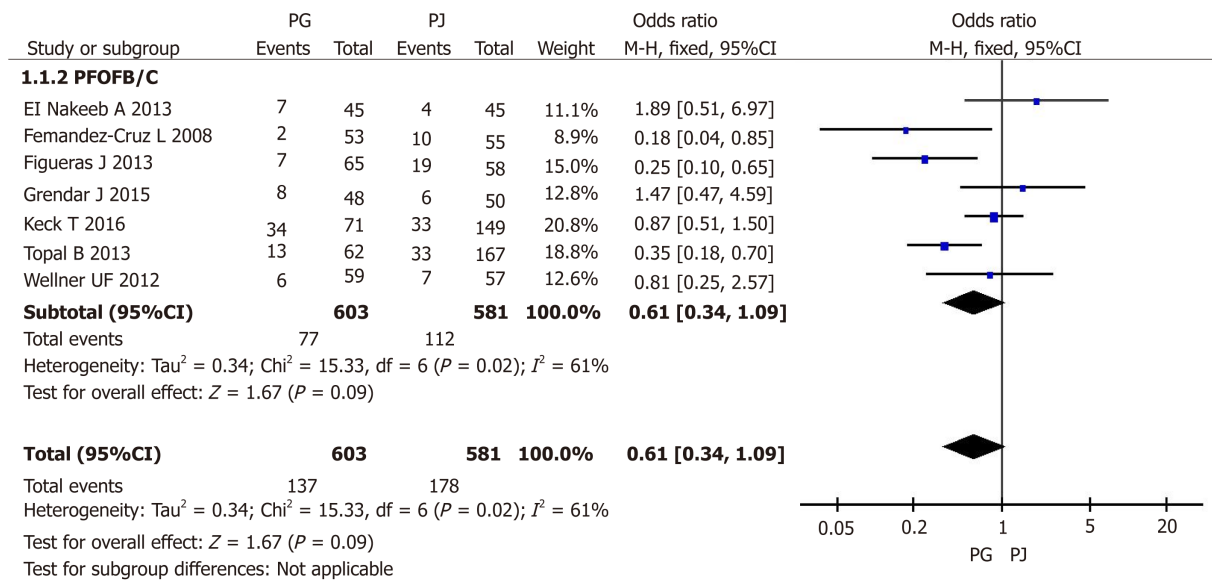 PG PJ Odds ratio Odds ratio
Study or subgroup Events Total Events Total Weight M-H, fixed, 95%CI M-H, fixed, 95%CI
1.1.2 PFOFB/C
EI Nakeeb A 2013 7 45 4 45 11.1% 1.89 [0.51, 6.97]
Femandez-Cruz L 2008 2 53 10 55 8.9% 0.18 [0.04, 0.85]
Figueras J 2013 7 65 19 58 15.0% 0.25 [0.10, 0.65]
Grendar J 2015 8 48 6 50 12.8% 1.47 [0.47, 4.59]
Keck T 2016 34 71 33 149 20.8% 0.87 [0.51, 1.50]
Topal B 2013 13 62 33 167 18.8% 0.35 [0.18, 0.70]
Wellner UF 2012 6 59 7 57 12.6% 0.81 [0.25, 2.57]
Subtotal (95%CI) 603 581 100.0% 0.61 [0.34, 1.09]
Total events 77 112
Heterogeneity: Tau² = 0.34; Chi² = 15.33, df = 6 (P = 0.02); I² = 61%
Test for overall effect: Z = 1.67 (P = 0.09)
Total (95%CI) 603 581 100.0% 0.61 [0.34, 1.09]
Total events 137 178
Heterogeneity: Tau² = 0.34; Chi² = 15.33, df = 6 (P = 0.02); I² = 61%
Test for overall effect: Z = 1.67 (P = 0.09)
Test for subgroup differences: Not applicable
0.05 0.2 1 5 20
PG PJ